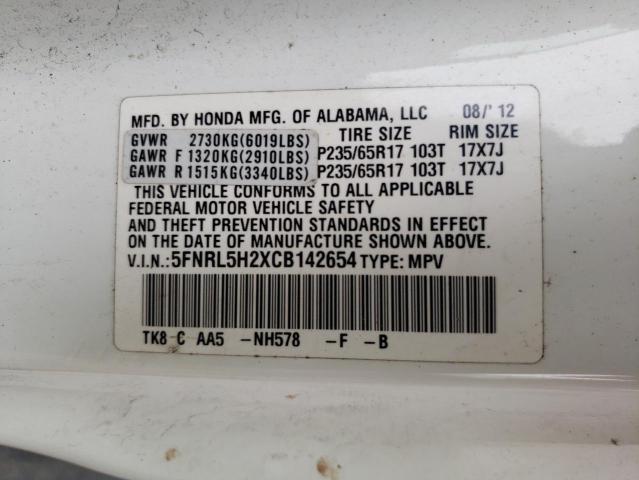 MFD. BY HONDA MFG. OF ALABAMA, LLC 08/'12
TIRE SIZE RIM SIZE
GVWR 2730KG(6019LBS)
GAWR F 1320KG(2910LBS) P235/65R17 103T 17X7J
GAWR R 1515KG(3340LBS) P235/65R17 103T 17X7J
THIS VEHICLE CONFORMS TO ALL APPLICABLE
FEDERAL MOTOR VEHICLE SAFETY
AND THEFT PREVENTION STANDARDS IN EFFECT
ON THE DATE OF MANUFACTURE SHOWN ABOVE.
V.I.N.:5FNRL5H2XCB142654 TYPE: MPV
TK8-C AA5 -NH578 -F -B